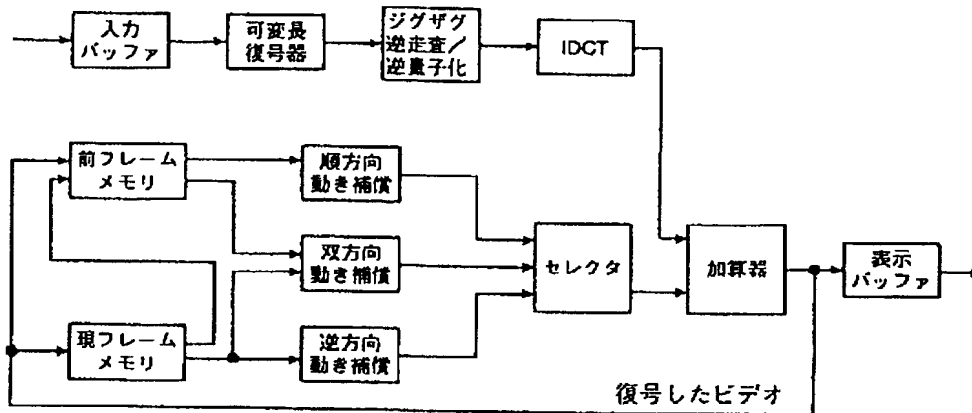 入力
バッファ
可変長
復号器
ジグザグ
逆走査/
逆量子化
IDCT
前フレーム
メモリ
順方向
動き補償
双方向
動き補償
セレクタ
加算器
表示
バッファ
現フレーム
メモリ
逆方向
動き補償
復号したビデオ